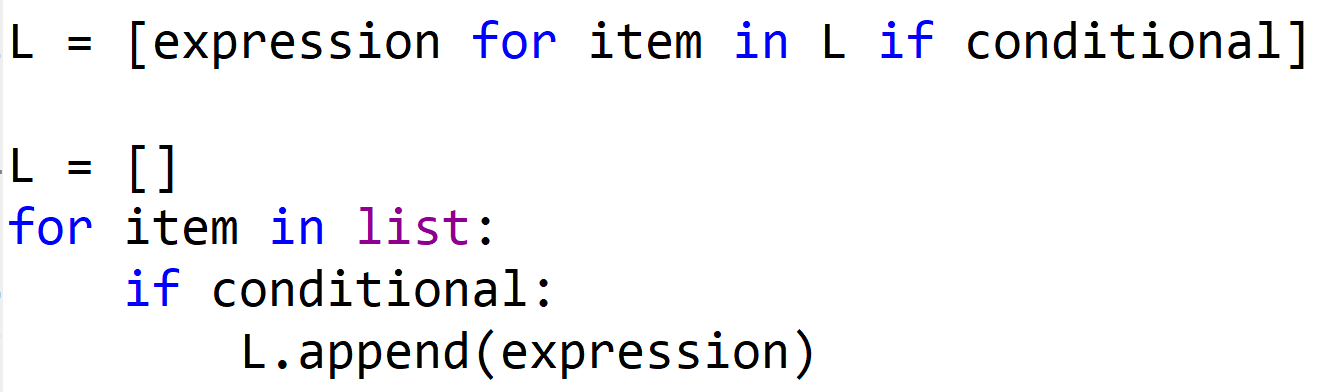 L = [expression for item in L if conditional]
L = []
for item in list:
    if conditional:
        L.append(expression)